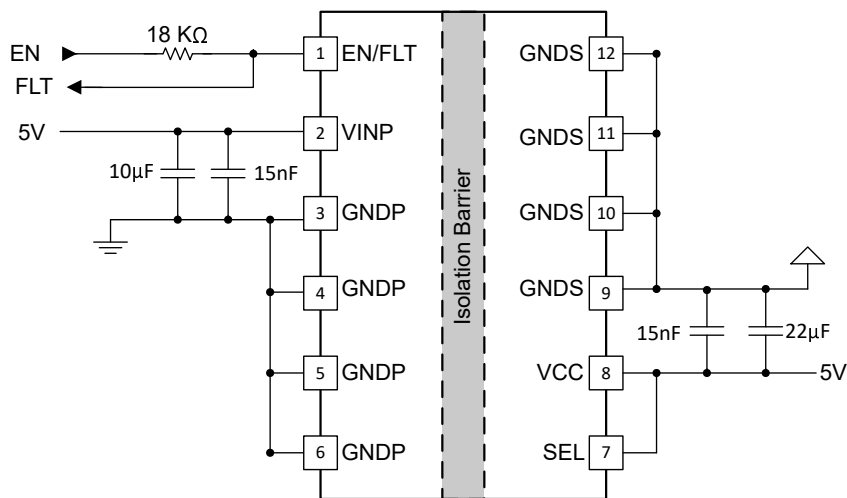 18 KΩ
EN
1
EN/FLT
GNDS
12
FLT
5V
2
VINP
GNDS
11
10µF
15nF
3
GNDP
GNDS
10
Isolation Barrier
4
GNDP
GNDS
9
15nF
22µF
5
GNDP
VCC
8
5V
6
GNDP
SEL
7